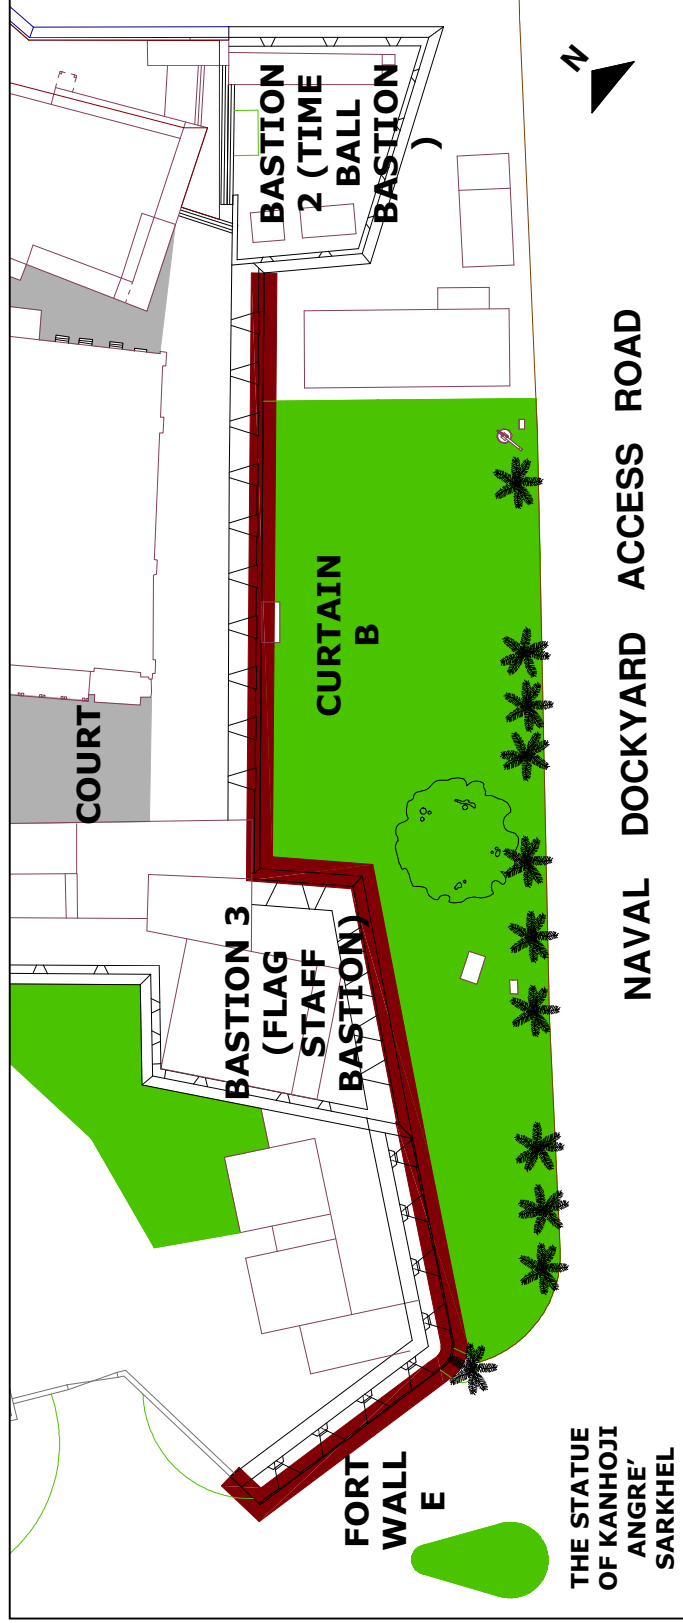 N
BASTION
2 (TIME
BALL
BASTION
)
COURT
CURTAIN
B
BASTION 3
(FLAG
STAFF
BASTION)
NAVAL DOCKYARD ACCESS ROAD
FORT
WALL
E
THE STATUE
OF KANHOJI
ANGRE’
SARKHEL